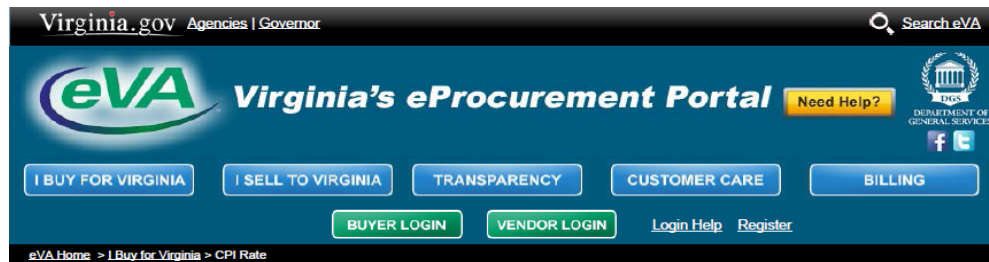 Virginia.gov Agencies | Governor Search eVA
eVA Virginia's eProcurement Portal Need Help?
DGS
DEPARTMENT OF
GENERAL SERVICES
I BUY FOR VIRGINIA I SELL TO VIRGINIA TRANSPARENCY CUSTOMER CARE BILLING
BUYER LOGIN VENDOR LOGIN Login Help Register
eVA Home > I Buy for Virginia > CPI Rate